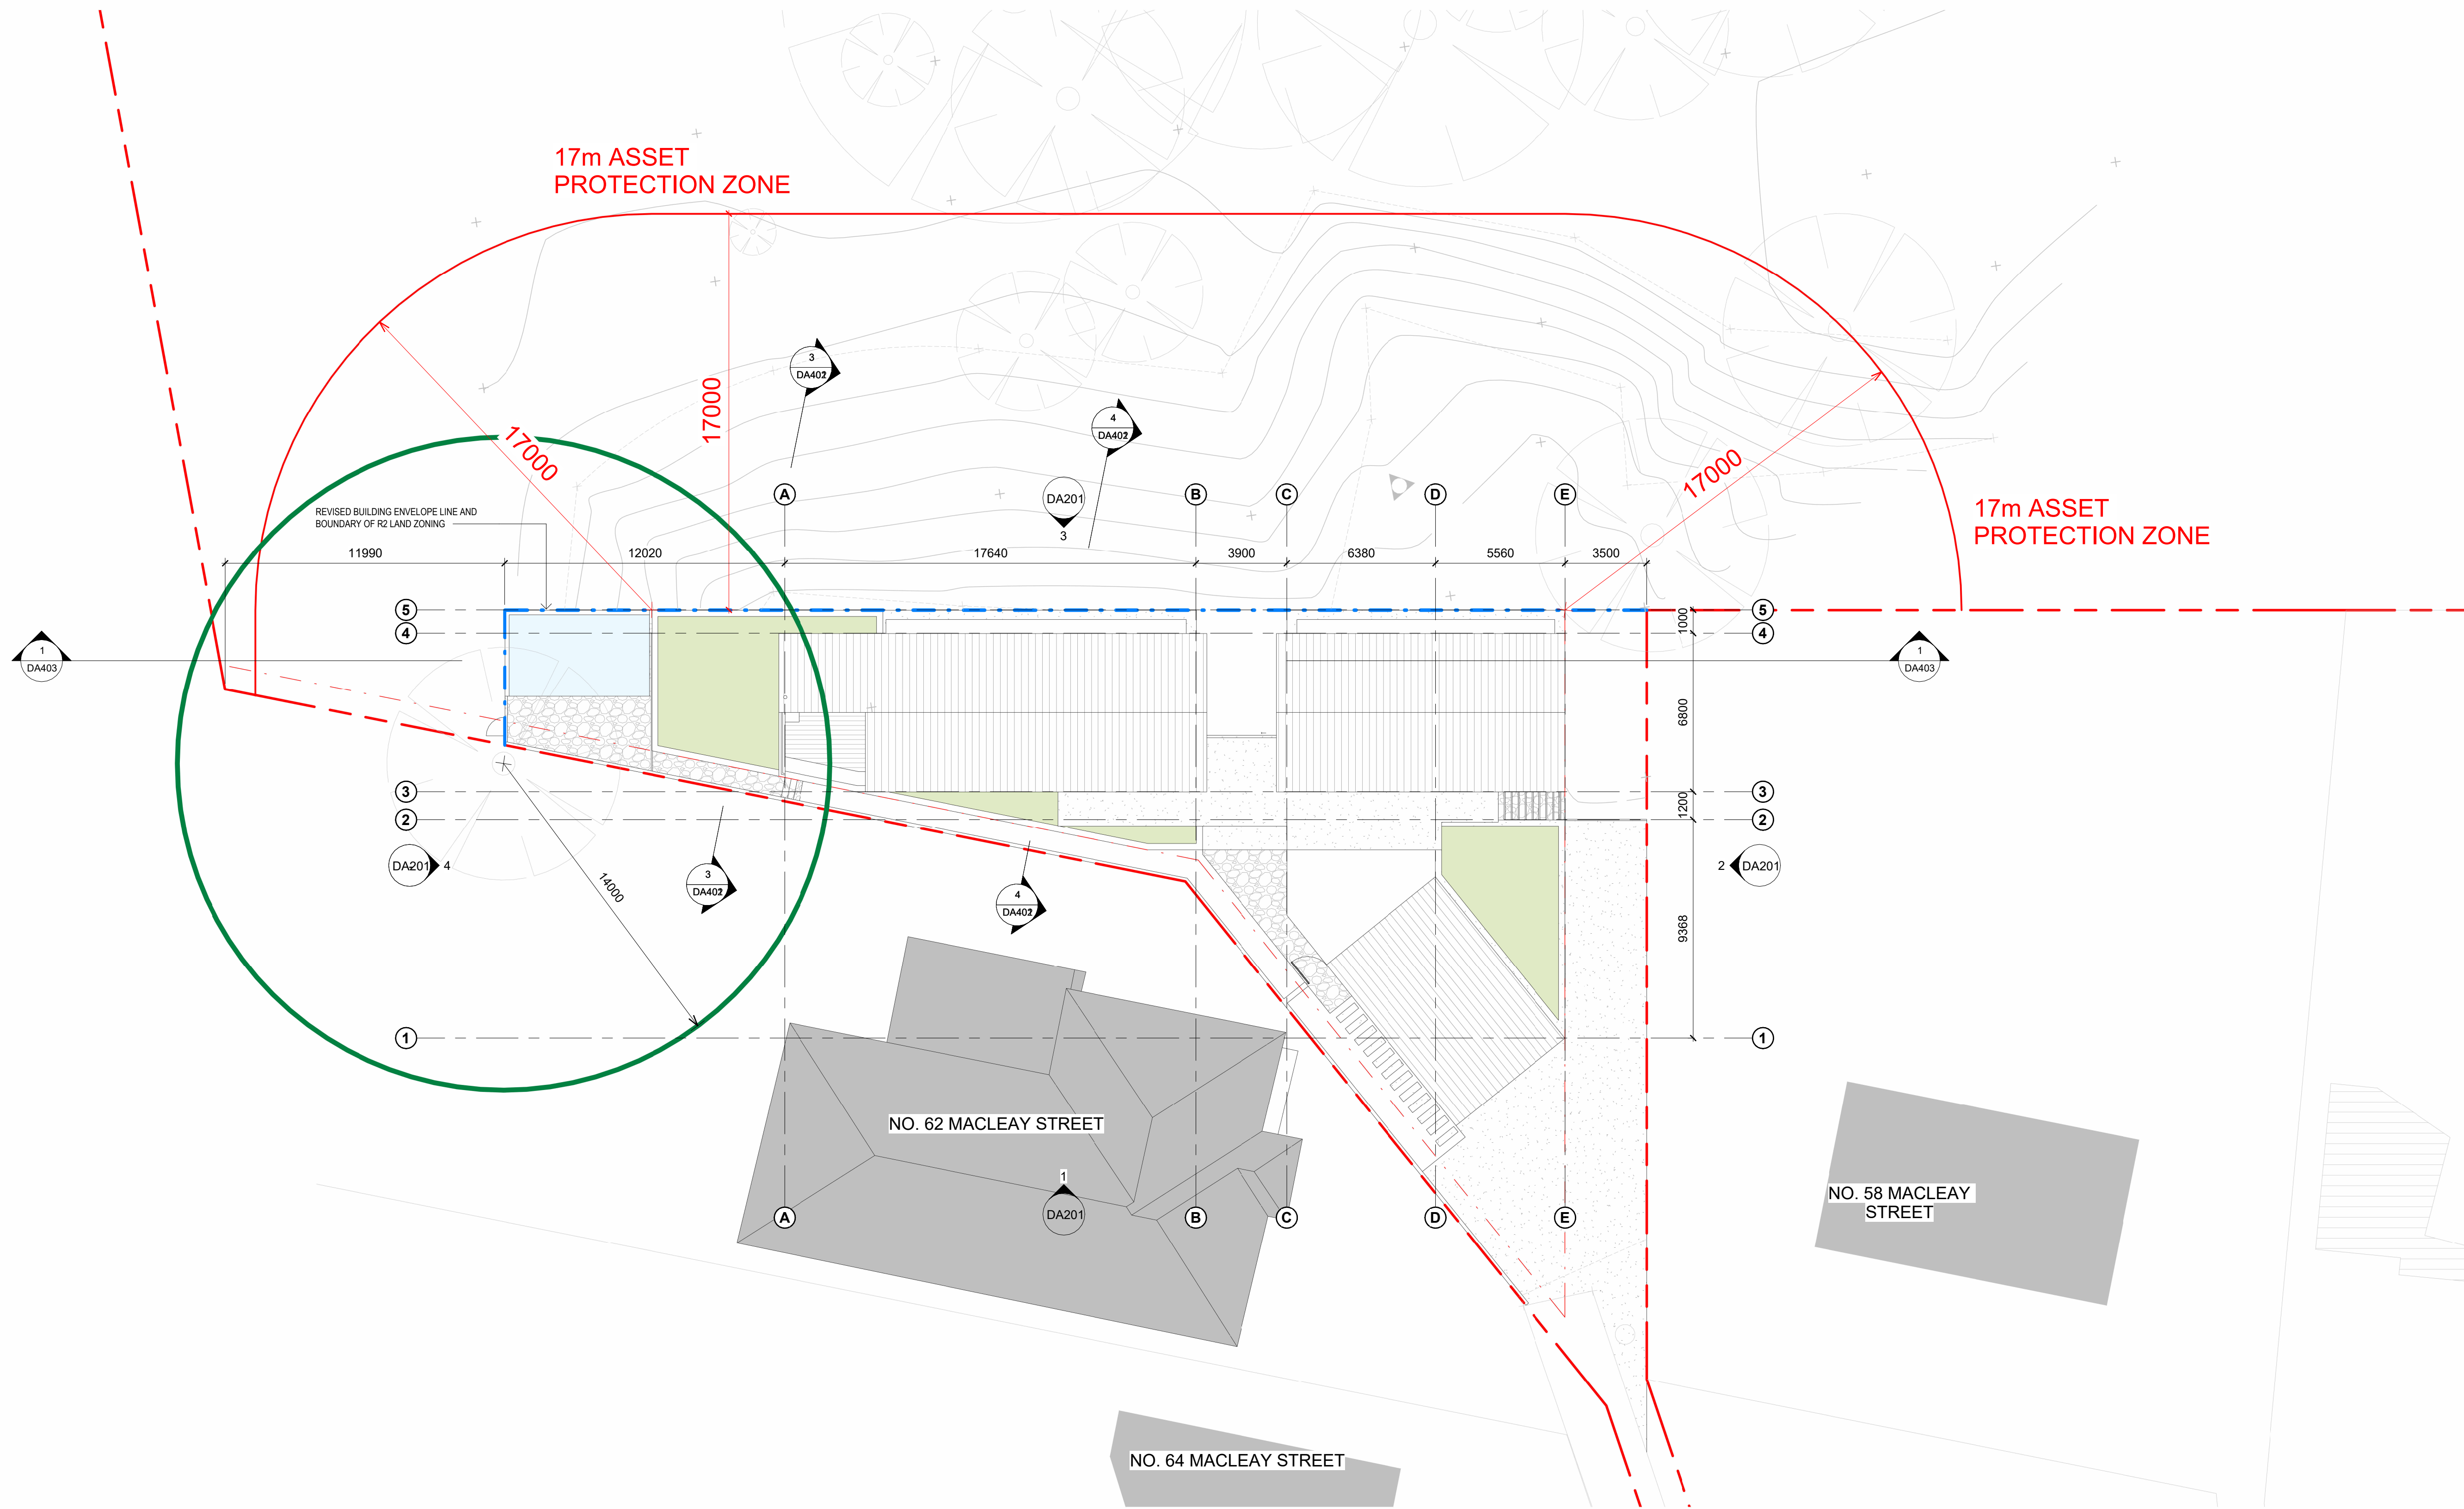 17m ASSET
PROTECTION ZONE
17000
17000
17000
17m ASSET
PROTECTION ZONE
3
DA402
4
DA402
REVISED BUILDING ENVELOPE LINE AND
BOUNDARY OF R2 LAND ZONING
A
DA201
3
B
C
D
E
11990
12020
17640
3900
6380
5560
3500
5
5
4
4
1000
1
DA403
1
DA403
6800
3
3
1200
2
2
DA201
4
2
DA201
14000
3
DA402
4
DA402
9368
1
1
NO. 62 MACLEAY STREET
1
DA201
A
B
C
D
E
NO. 58 MACLEAY
STREET
NO. 64 MACLEAY STREET